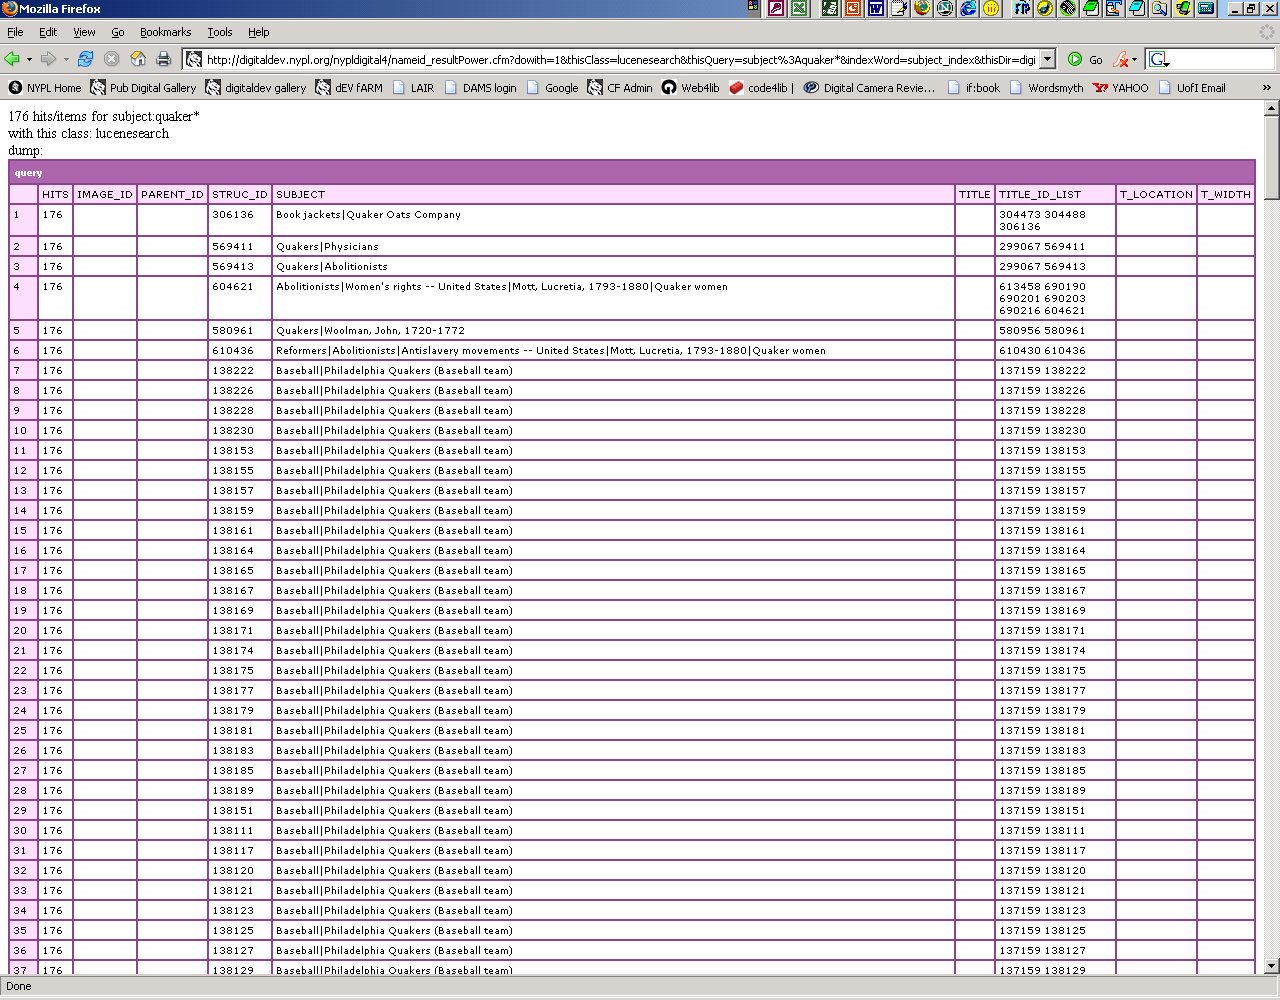 Mozilla Firefox
File Edit View Go Bookmarks Tools Help
http://digitaldev.nypl.org/nypldigital4/nameid_resultPower.cfm?dowith=1&thisClass=lucenesearch&thisQuery=subject%3Aquaker*&indexWord=subject_index&thisDir=digi Go
NYPL Home Pub Digital Gallery digitaldev gallery dEV fARM LAIR DAMS login Google CF Admin Web4lib code4lib | Digital Camera Revie... if:book Wordsmyth YAHOO UofI Email »
176 hits/items for subject:quaker*
with this class: lucenesearch
dump:
query
HITS IMAGE_ID PARENT_ID STRUC_ID SUBJECT TITLE TITLE_ID_LIST T_LOCATION T_WIDTH
1 176 306136 Book jackets|Quaker Oats Company 304473 304488
306136
2 176 569411 Quakers|Physicians 299067 569411
3 176 569413 Quakers|Abolitionists 299067 569413
4 176 604621 Abolitionists|Women's rights -- United States|Mott, Lucretia, 1793-1880|Quaker women 613458 690190
690201 690203
690216 604621
5 176 580961 Quakers|Woolman, John, 1720-1772 580956 580961
6 176 610436 Reformers|Abolitionists|Antislavery movements -- United States|Mott, Lucretia, 1793-1880|Quaker women 610430 610436
7 176 138222 Baseball|Philadelphia Quakers (Baseball team) 137159 138222
8 176 138226 Baseball|Philadelphia Quakers (Baseball team) 137159 138226
9 176 138228 Baseball|Philadelphia Quakers (Baseball team) 137159 138228
10 176 138230 Baseball|Philadelphia Quakers (Baseball team) 137159 138230
11 176 138153 Baseball|Philadelphia Quakers (Baseball team) 137159 138153
12 176 138155 Baseball|Philadelphia Quakers (Baseball team) 137159 138155
13 176 138157 Baseball|Philadelphia Quakers (Baseball team) 137159 138157
14 176 138159 Baseball|Philadelphia Quakers (Baseball team) 137159 138159
15 176 138161 Baseball|Philadelphia Quakers (Baseball team) 137159 138161
16 176 138164 Baseball|Philadelphia Quakers (Baseball team) 137159 138164
17 176 138165 Baseball|Philadelphia Quakers (Baseball team) 137159 138165
18 176 138167 Baseball|Philadelphia Quakers (Baseball team) 137159 138167
19 176 138169 Baseball|Philadelphia Quakers (Baseball team) 137159 138169
20 176 138171 Baseball|Philadelphia Quakers (Baseball team) 137159 138171
21 176 138174 Baseball|Philadelphia Quakers (Baseball team) 137159 138174
22 176 138175 Baseball|Philadelphia Quakers (Baseball team) 137159 138175
23 176 138177 Baseball|Philadelphia Quakers (Baseball team) 137159 138177
24 176 138179 Baseball|Philadelphia Quakers (Baseball team) 137159 138179
25 176 138181 Baseball|Philadelphia Quakers (Baseball team) 137159 138181
26 176 138183 Baseball|Philadelphia Quakers (Baseball team) 137159 138183
27 176 138185 Baseball|Philadelphia Quakers (Baseball team) 137159 138185
28 176 138189 Baseball|Philadelphia Quakers (Baseball team) 137159 138189
29 176 138151 Baseball|Philadelphia Quakers (Baseball team) 137159 138151
30 176 138111 Baseball|Philadelphia Quakers (Baseball team) 137159 138111
31 176 138117 Baseball|Philadelphia Quakers (Baseball team) 137159 138117
32 176 138120 Baseball|Philadelphia Quakers (Baseball team) 137159 138120
33 176 138121 Baseball|Philadelphia Quakers (Baseball team) 137159 138121
34 176 138123 Baseball|Philadelphia Quakers (Baseball team) 137159 138123
35 176 138125 Baseball|Philadelphia Quakers (Baseball team) 137159 138125
36 176 138127 Baseball|Philadelphia Quakers (Baseball team) 137159 138127
37 176 138129 Baseball|Philadelphia Quakers (Baseball team) 137159 138129
Done